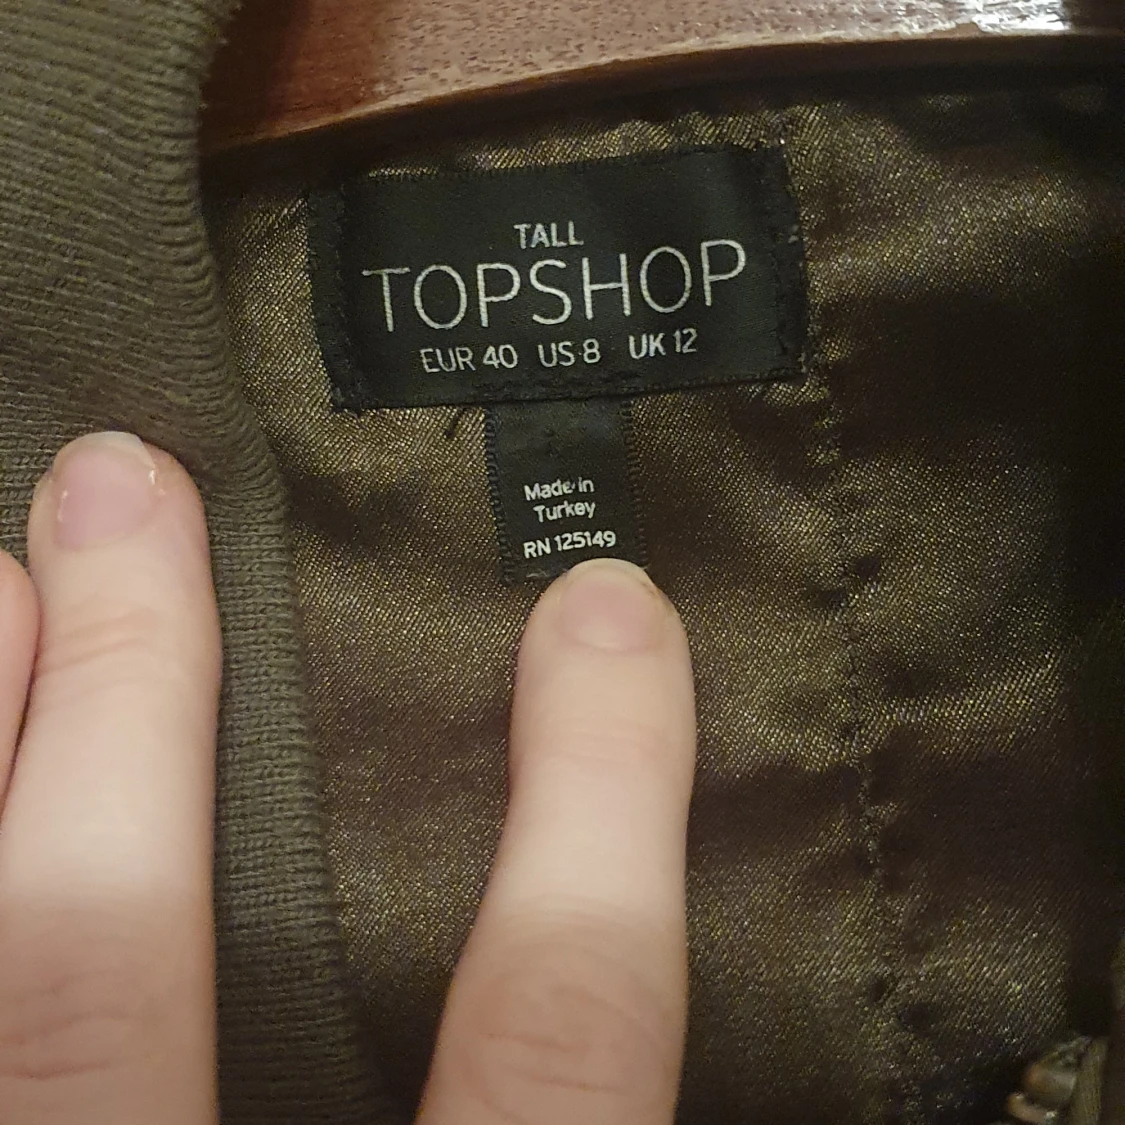 TALL
TOPSHOP
EUR 40 US 8 UK 12
Made in
Turkey
RN 125149